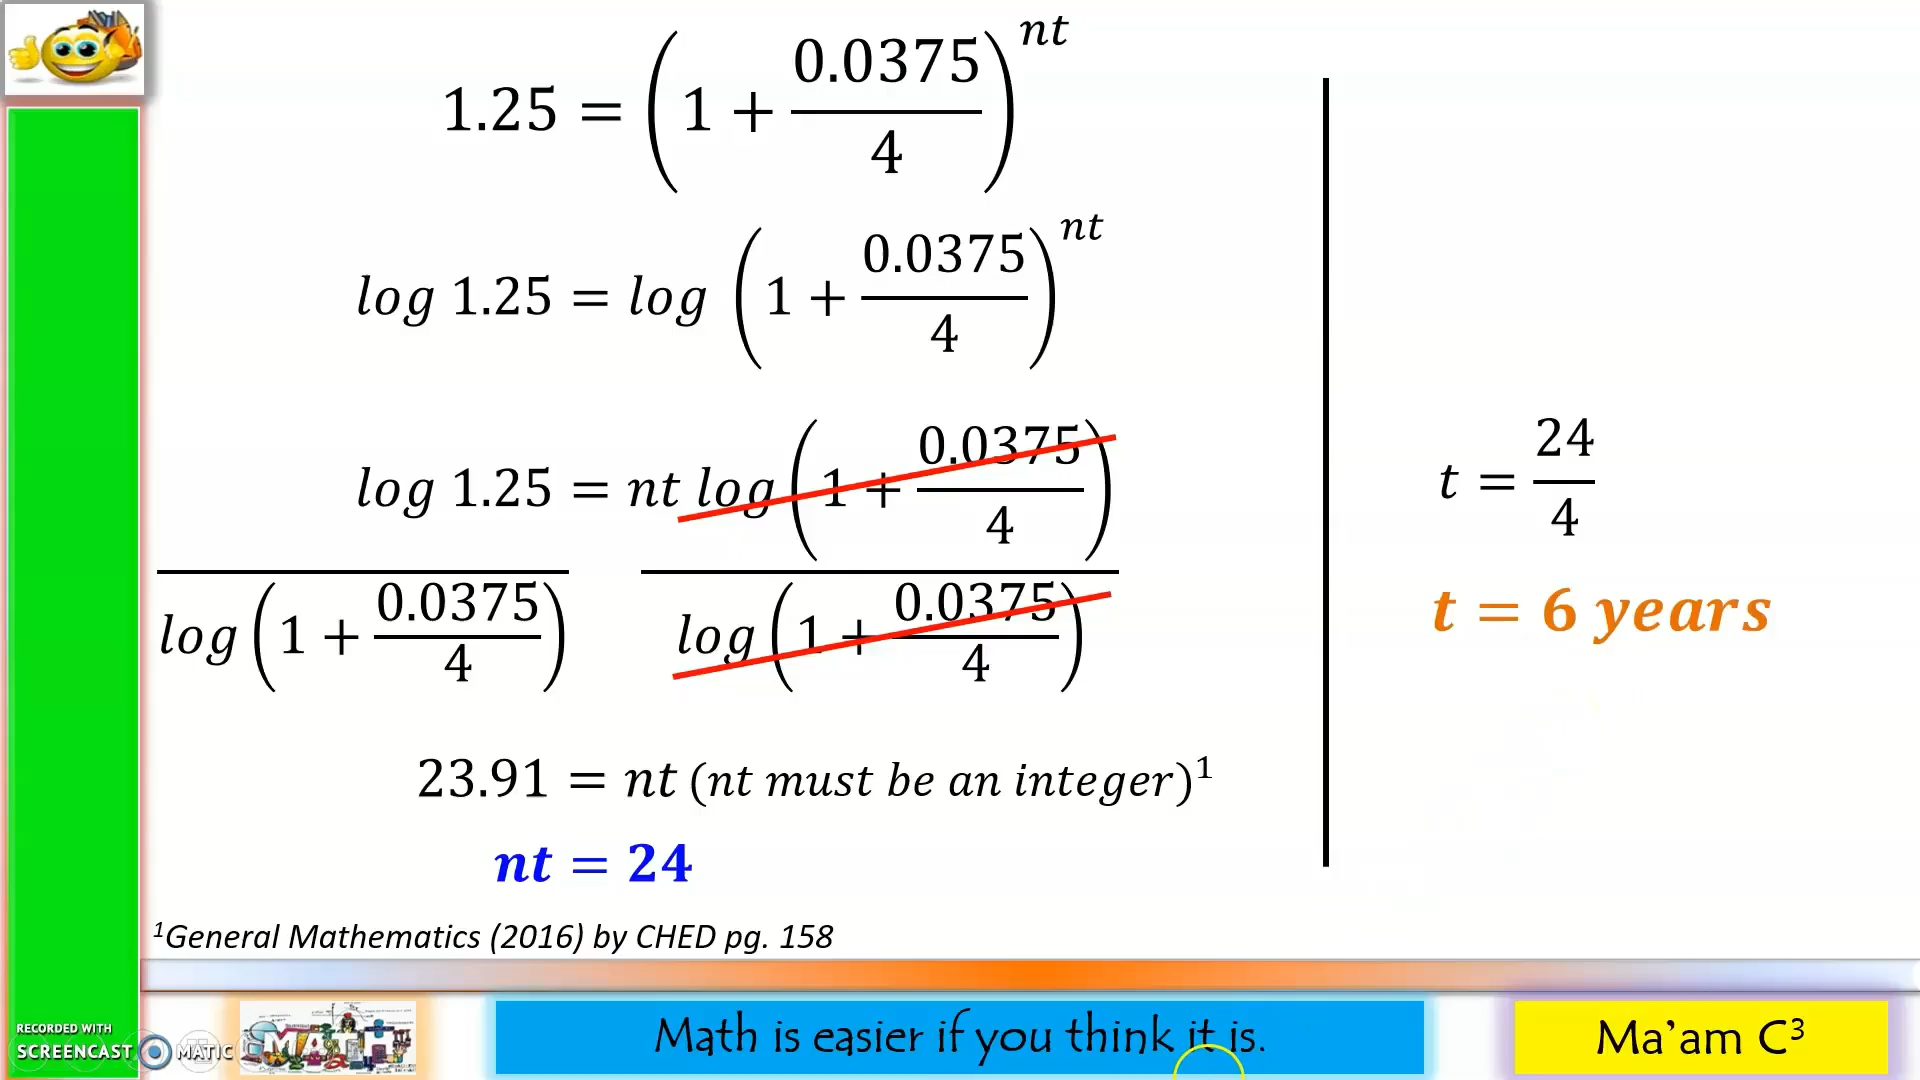 1.25 = (1 + 0.0375/4)^nt
log 1.25 = log (1 + 0.0375/4)^nt
log 1.25 = nt log (1 + 0.0375/4)
log (1 + 0.0375/4) log (1 + 0.0375/4)
23.91 = nt (nt must be an integer)¹
nt = 24
¹General Mathematics (2016) by CHED pg. 158
t = 24/4
t = 6 years
RECORDED WITH
SCREENCAST MATIC
MATH
Math is easier if you think it is.
Ma’am C³